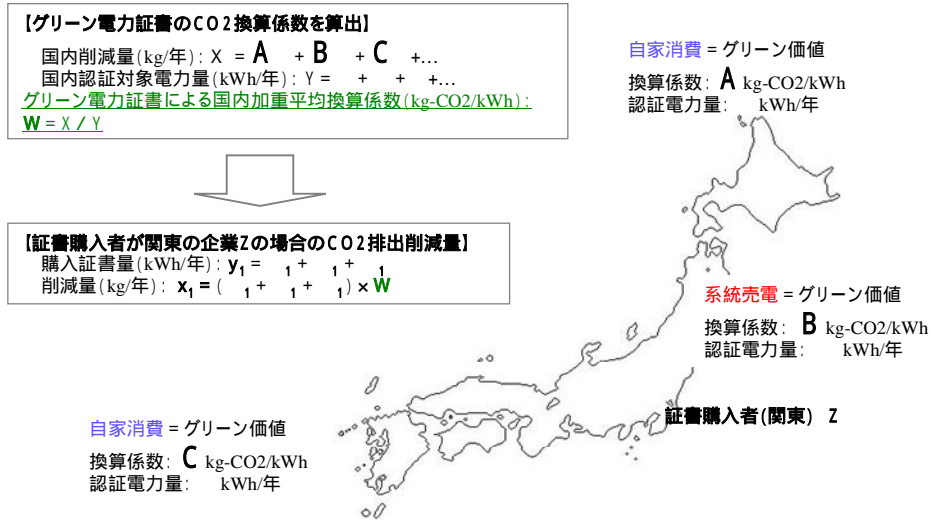 【グリーン電力証書のCO2換算係数を算出】
国内削減量(kg/年): X = A + B + C +…
国内認証対象電力量(kWh/年): Y = + + +…
グリーン電力証書による国内加重平均換算係数(kg-CO2/kWh):
W = X / Y
【証書購入者が関東の企業Zの場合のCO2排出削減量】
購入証書量(kWh/年): y1 = 1 + 1 + 1
削減量(kg/年): x1 = ( 1 + 1 + 1) × W
自家消費 = グリーン価値
換算係数: A kg-CO2/kWh
認証電力量: kWh/年
系統売電 = グリーン価値
換算係数: B kg-CO2/kWh
認証電力量: kWh/年
証書購入者(関東) Z
自家消費 = グリーン価値
換算係数: C kg-CO2/kWh
認証電力量: kWh/年